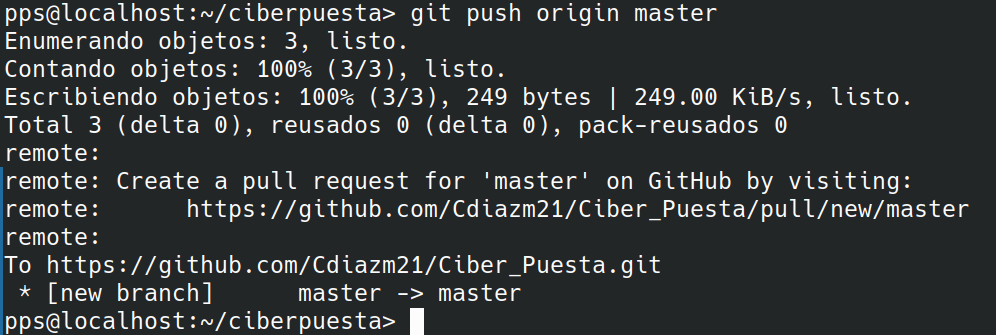 pps@localhost:~/ciberpuesta> git push origin master
Enumerando objetos: 3, listo.
Contando objetos: 100% (3/3), listo.
Escribiendo objetos: 100% (3/3), 249 bytes | 249.00 KiB/s, listo.
Total 3 (delta 0), reusados 0 (delta 0), pack-reusados 0
remote:
remote: Create a pull request for 'master' on GitHub by visiting:
remote:      https://github.com/Cdiazm21/Ciber_Puesta/pull/new/master
remote:
To https://github.com/Cdiazm21/Ciber_Puesta.git
 * [new branch]      master -> master
pps@localhost:~/ciberpuesta>